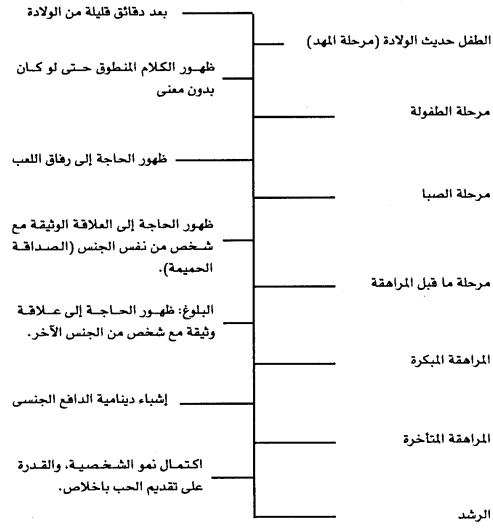 بعد دقائق قليلة من الولادة
الطفل حديث الولادة (مرحلة المهد)
ظهور الكلام المنطوق حتى لو كان
بدون معنى
مرحلة الطفولة
ظهور الحاجة إلى رفاق اللعب
مرحلة الصبا
ظهور الحاجة إلى العلاقة الوثيقة مع
شخص من نفس الجنس (الصداقة
الحميمة).
مرحلة ما قبل المراهقة
البلوغ: ظهور الحاجة إلى علاقة
وثيقة مع شخص من الجنس الآخر.
المراهقة المبكرة
إشباء دينامية الدافع الجنسى
المراهقة المتأخرة
اكتمال نمو الشخصية، والقدرة
على تقديم الحب باخلاص.
الرشد